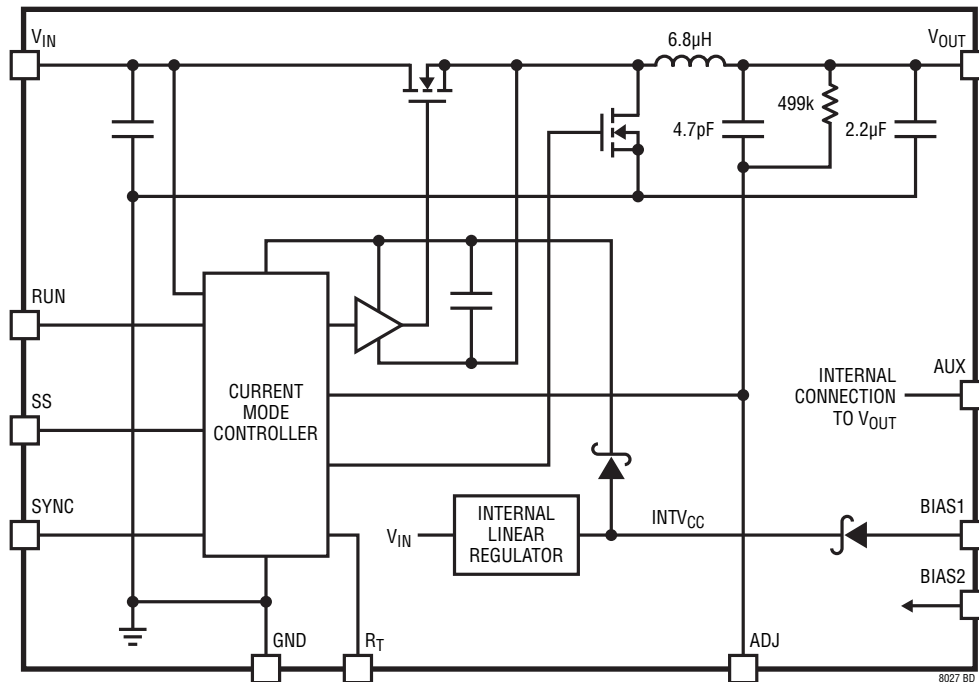 VIN
6.8µH
VOUT
499k
4.7pF
2.2µF
RUN
SS
SYNC
CURRENT
MODE
CONTROLLER
INTERNAL
CONNECTION
TO VOUT
AUX
VIN
INTERNAL
LINEAR
REGULATOR
INTVCC
BIAS1
BIAS2
GND
RT
ADJ
8027 BD